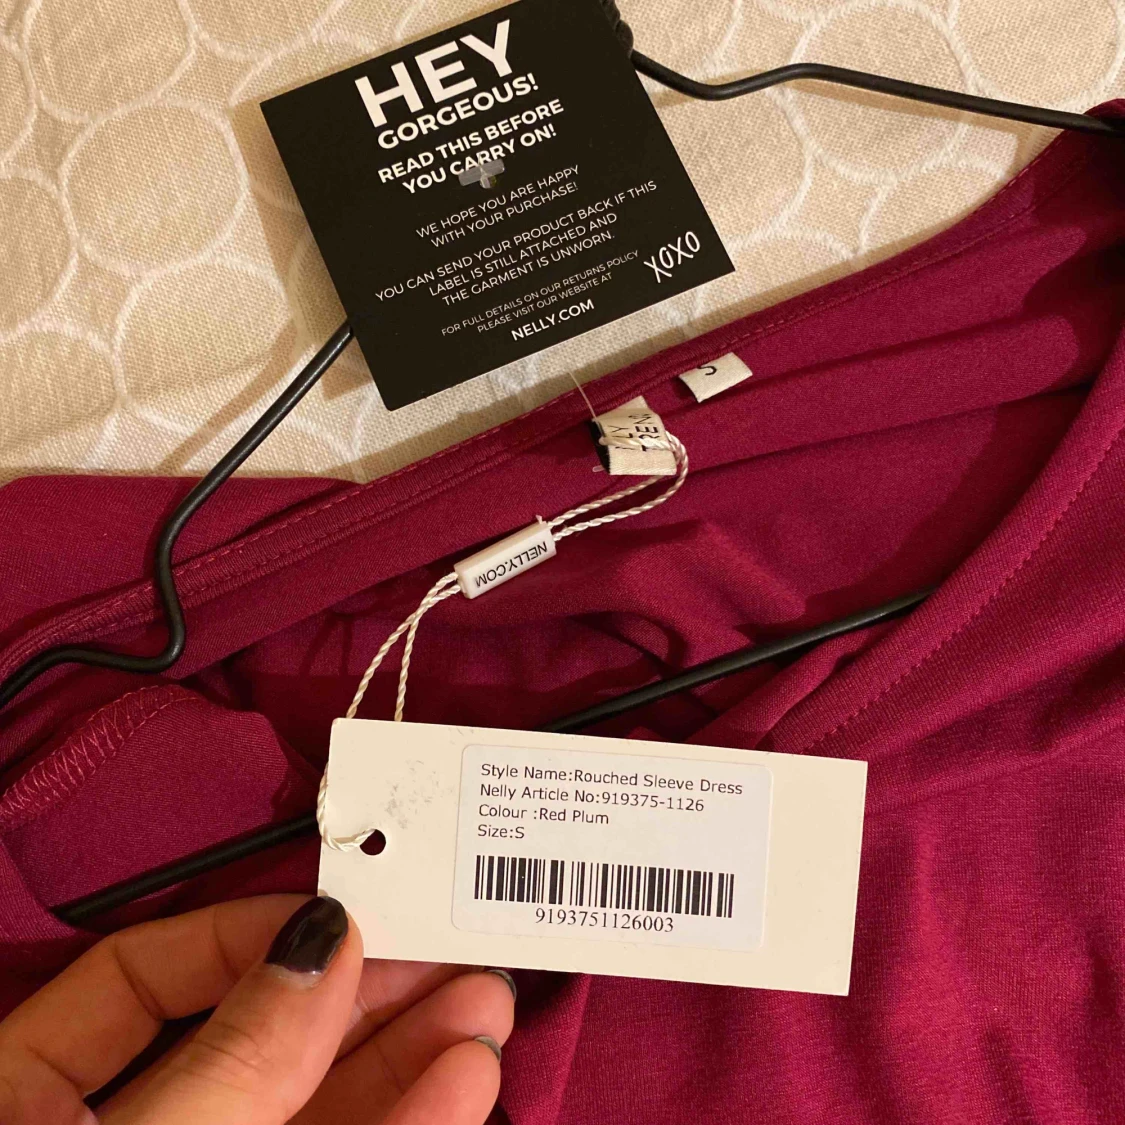 HEY
GORGEOUS!
READ THIS BEFORE
YOU CARRY ON!
WE HOPE YOU ARE HAPPY
WITH YOUR PURCHASE!
YOU CAN SEND YOUR PRODUCT BACK IF THIS
LABEL IS STILL ATTACHED AND
THE GARMENT IS UNWORN.
FOR FULL DETAILS ON OUR RETURNS POLICY
PLEASE VISIT OUR WEBSITE AT
NELLY.COM
XOXO
S
NELLY.COM
Style Name:Rouched Sleeve Dress
Nelly Article No:919375-1126
Colour :Red Plum
Size:S
9193751126003